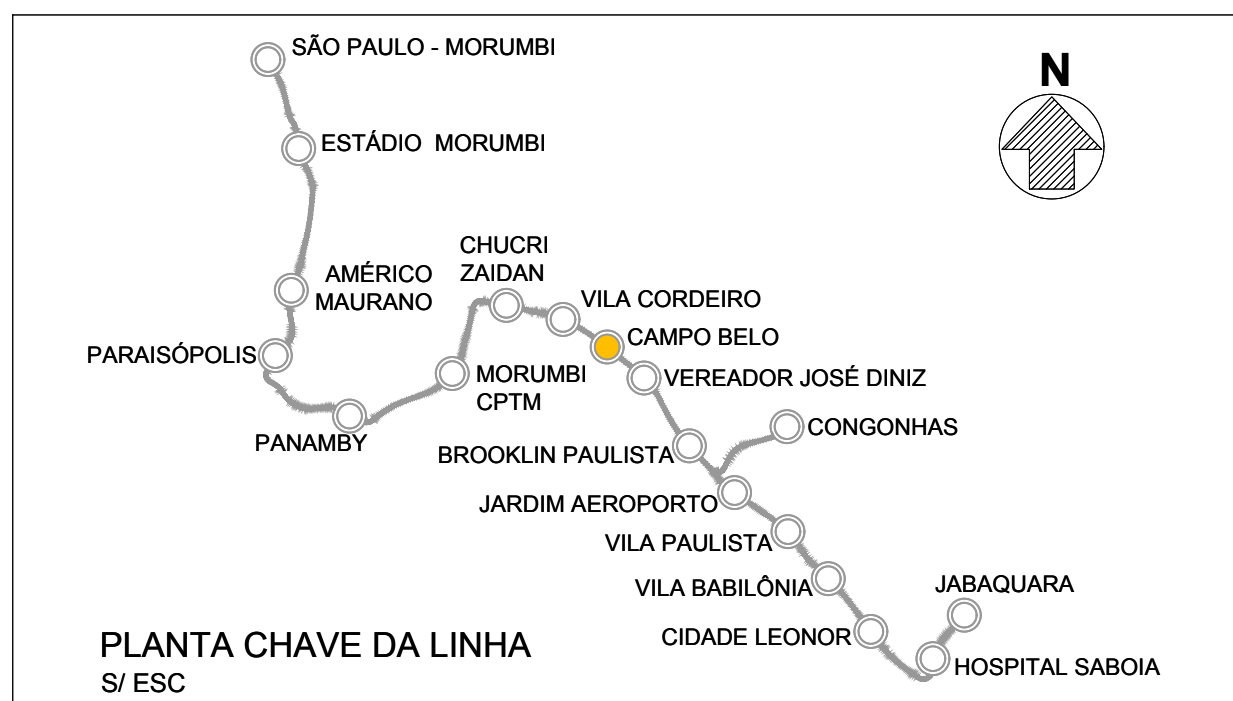 SÃO PAULO - MORUMBI
N
ESTÁDIO MORUMBI
CHUCRI
ZAIDAN
AMÉRICO
MAURANO
VILA CORDEIRO
CAMPO BELO
PARAISÓPOLIS
MORUMBI
CPTM
VEREADOR JOSÉ DINIZ
PANAMBY
CONGONHAS
BROOKLIN PAULISTA
JARDIM AEROPORTO
VILA PAULISTA
VILA BABILÔNIA
JABAQUARA
CIDADE LEONOR
HOSPITAL SABOIA
PLANTA CHAVE DA LINHA
S/ ESC